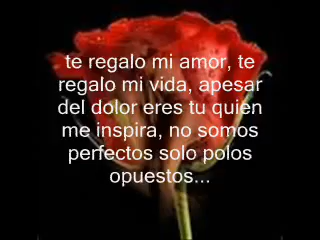 te regalo mi amor, te
regalo mi vida, apesar
del dolor eres tu quien
me inspira, no somos
perfectos solo polos
opuestos...